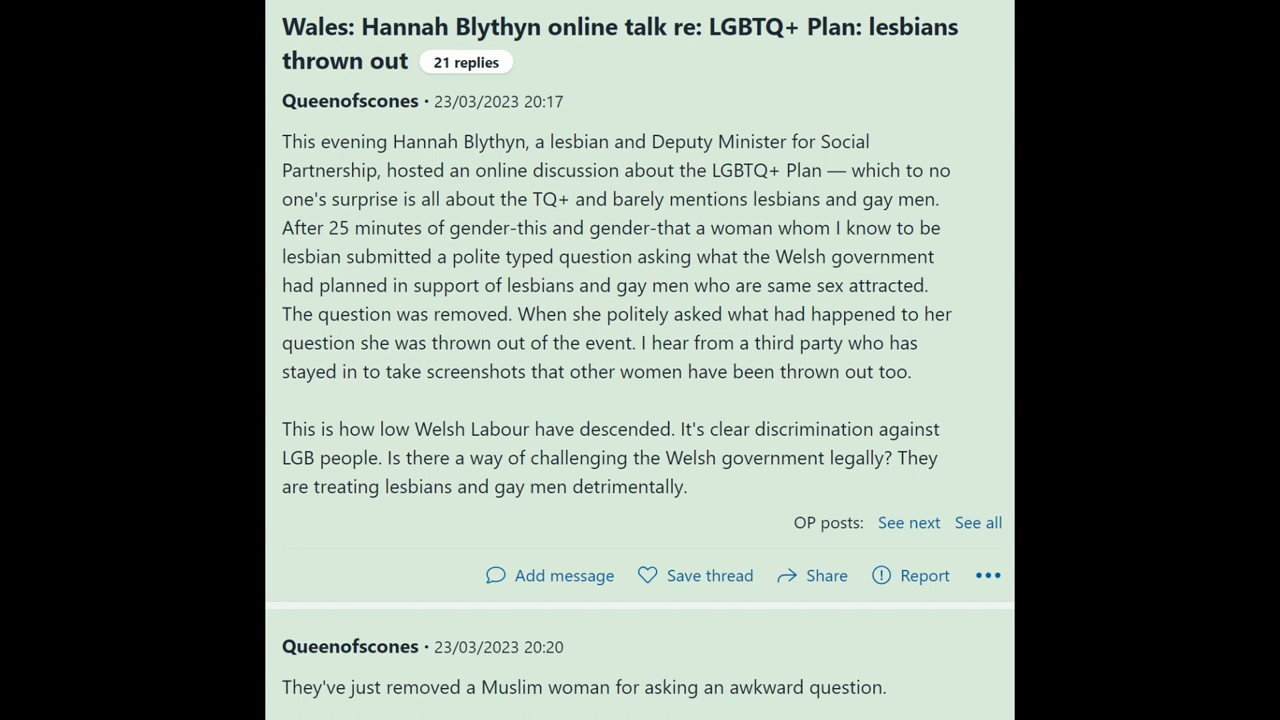 Wales: Hannah Blythyn online talk re: LGBTQ+ Plan: lesbians
thrown out 21 replies
Queenofscones · 23/03/2023 20:17
This evening Hannah Blythyn, a lesbian and Deputy Minister for Social
Partnership, hosted an online discussion about the LGBTQ+ Plan — which to no
one's surprise is all about the TQ+ and barely mentions lesbians and gay men.
After 25 minutes of gender-this and gender-that a woman whom I know to be
lesbian submitted a polite typed question asking what the Welsh government
had planned in support of lesbians and gay men who are same sex attracted.
The question was removed. When she politely asked what had happened to her
question she was thrown out of the event. I hear from a third party who has
stayed in to take screenshots that other women have been thrown out too.
This is how low Welsh Labour have descended. It's clear discrimination against
LGB people. Is there a way of challenging the Welsh government legally? They
are treating lesbians and gay men detrimentally.
OP posts: See next See all
Add message Save thread Share Report •••
Queenofscones · 23/03/2023 20:20
They've just removed a Muslim woman for asking an awkward question.